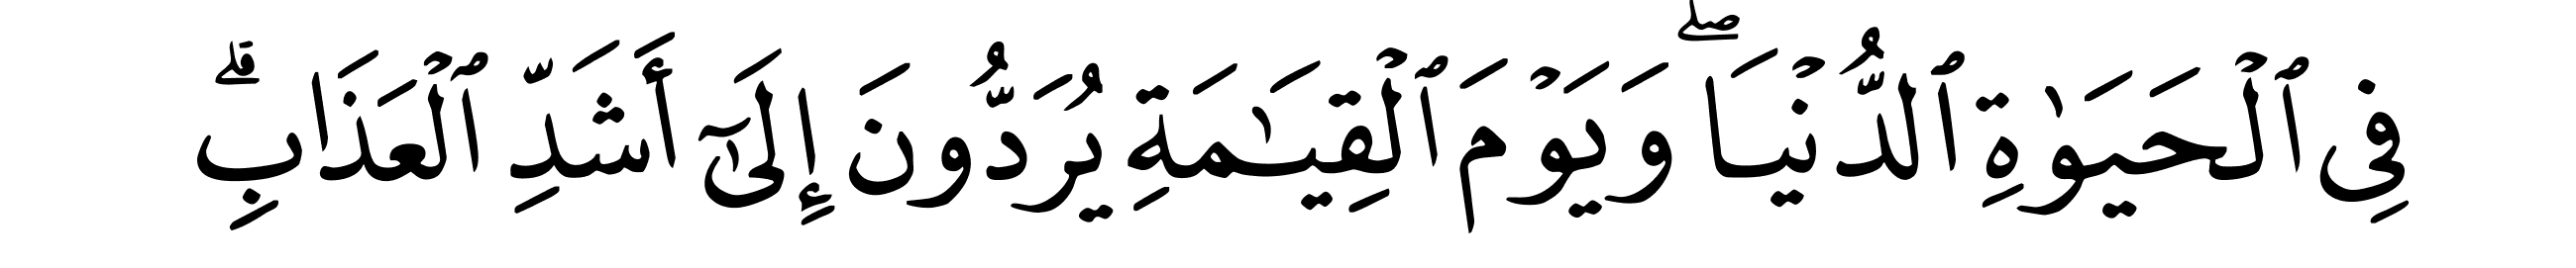 فِي ٱلْحَيَوٰةِ ٱلدُّنْيَا ۖ وَيَوْمَ ٱلْقِيَـٰمَةِ يُرَدُّونَ إِلَىٰٓ أَشَدِّ ٱلْعَذَابِ ۗ